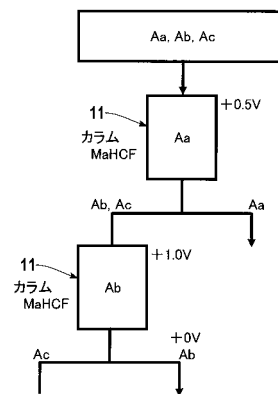 Aa, Ab, Ac
+0.5V
11
カラム
MaHCF
Aa
Ab, Ac
Aa
+1.0V
11
カラム
MaHCF
Ab
+0V
Ac
Ab